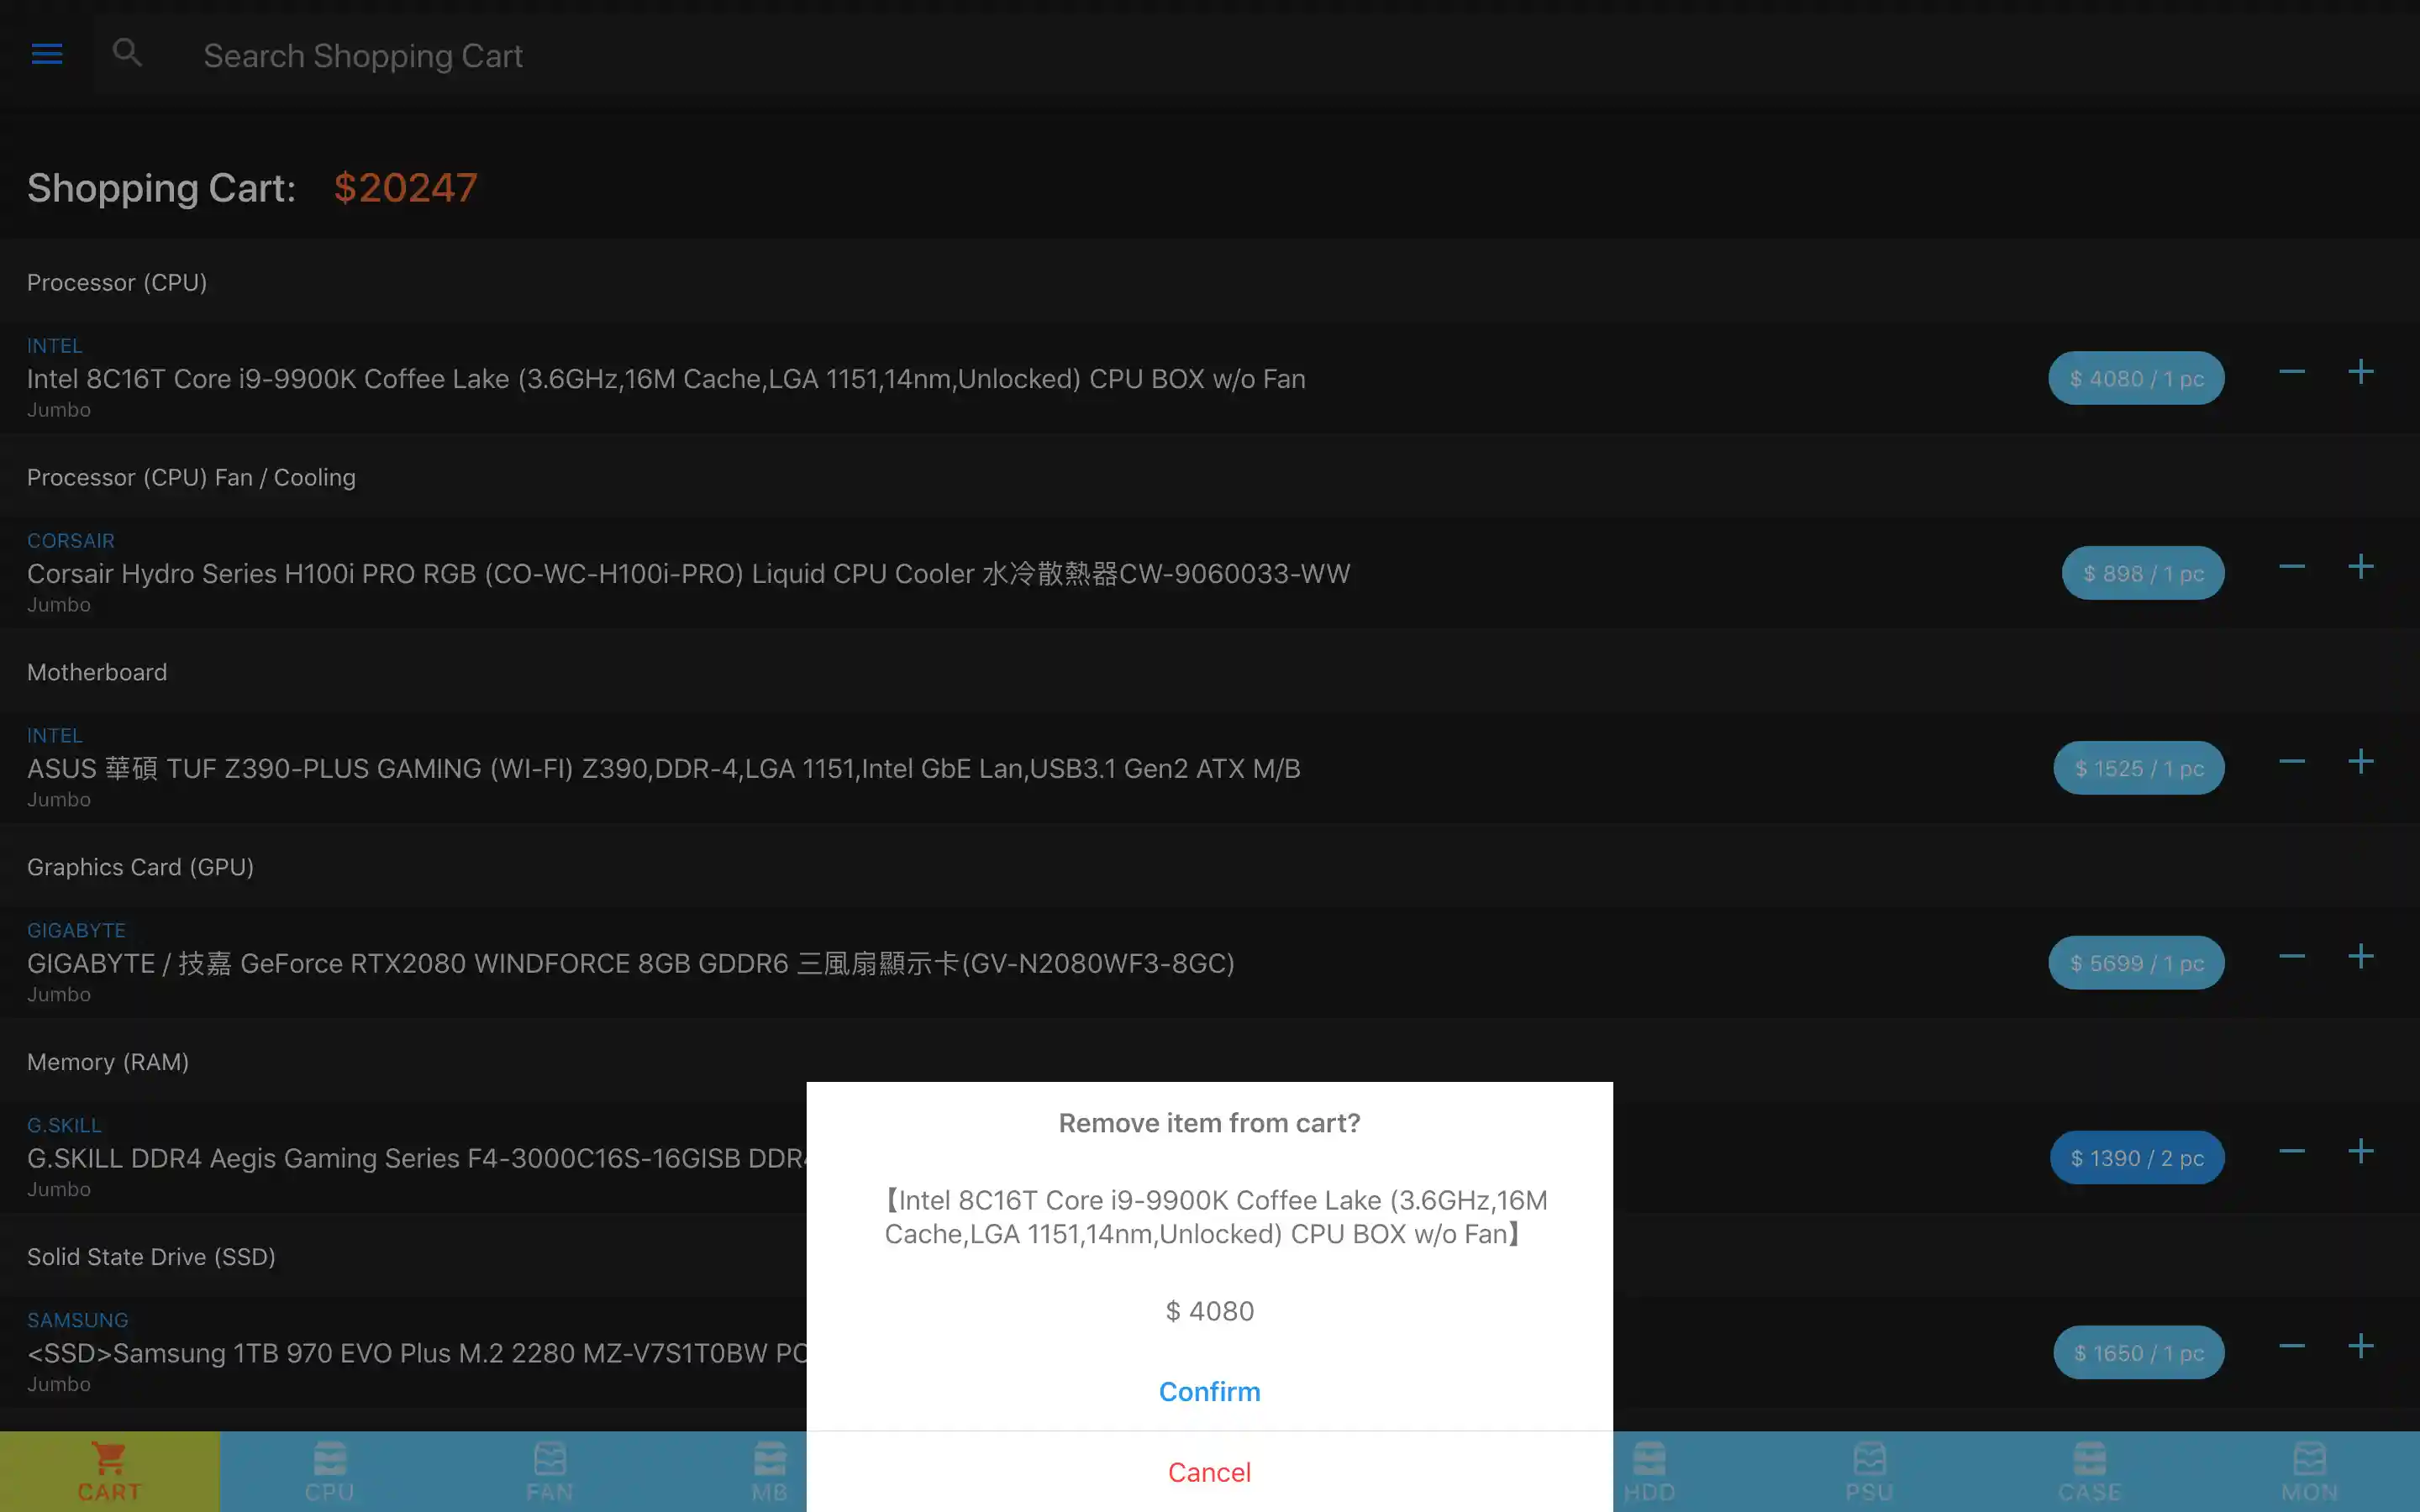 Search Shopping Cart
Shopping Cart: $20247
Processor (CPU)
INTEL
Intel 8C16T Core i9-9900K Coffee Lake (3.6GHz,16M Cache,LGA 1151,14nm,Unlocked) CPU BOX w/o Fan
$ 4080 / 1 pc
Jumbo
Processor (CPU) Fan / Cooling
CORSAIR
Corsair Hydro Series H100i PRO RGB (CO-WC-H100i-PRO) Liquid CPU Cooler 水冷散熱器CW-9060033-WW
$ 898 / 1 pc
Jumbo
Motherboard
INTEL
ASUS 華碩 TUF Z390-PLUS GAMING (WI-FI) Z390,DDR-4,LGA 1151,Intel GbE Lan,USB3.1 Gen2 ATX M/B
$ 1525 / 1 pc
Jumbo
Graphics Card (GPU)
GIGABYTE
GIGABYTE / 技嘉 GeForce RTX2080 WINDFORCE 8GB GDDR6 三風扇顯示卡(GV-N2080WF3-8GC)
$ 5699 / 1 pc
Jumbo
Memory (RAM)
G.SKILL
G.SKILL DDR4 Aegis Gaming Series F4-3000C16S-16GISB DDR4
$ 1390 / 2 pc
Jumbo
Solid State Drive (SSD)
SAMSUNG
<SSD>Samsung 1TB 970 EVO Plus M.2 2280 MZ-V7S1T0BW PC
$ 1650 / 1 pc
Jumbo
Remove item from cart?
【Intel 8C16T Core i9-9900K Coffee Lake (3.6GHz,16M
Cache,LGA 1151,14nm,Unlocked) CPU BOX w/o Fan】
$ 4080
Confirm
Cancel
CART CPU FAN MB HDD PSU CASE MON